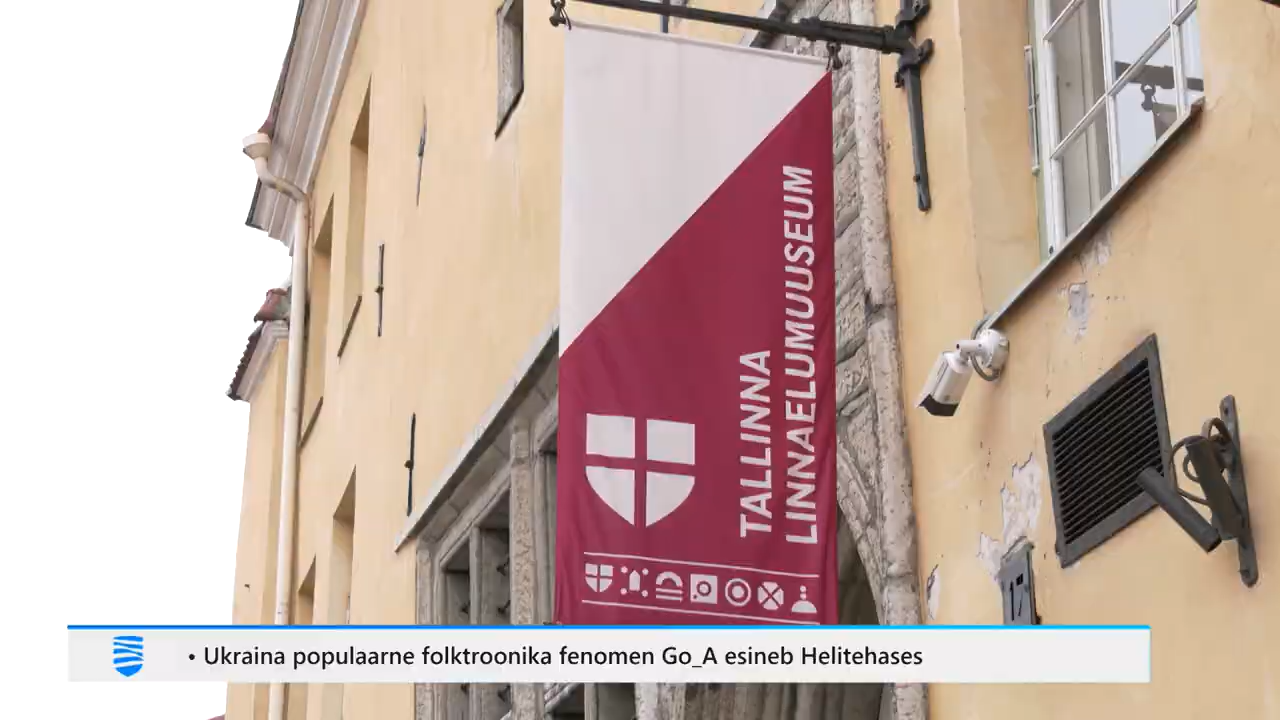 TALLINNA
LINNAELUMUUSEUM
• Ukraina populaarne folktroonika fenomen Go_A esineb Helitehases